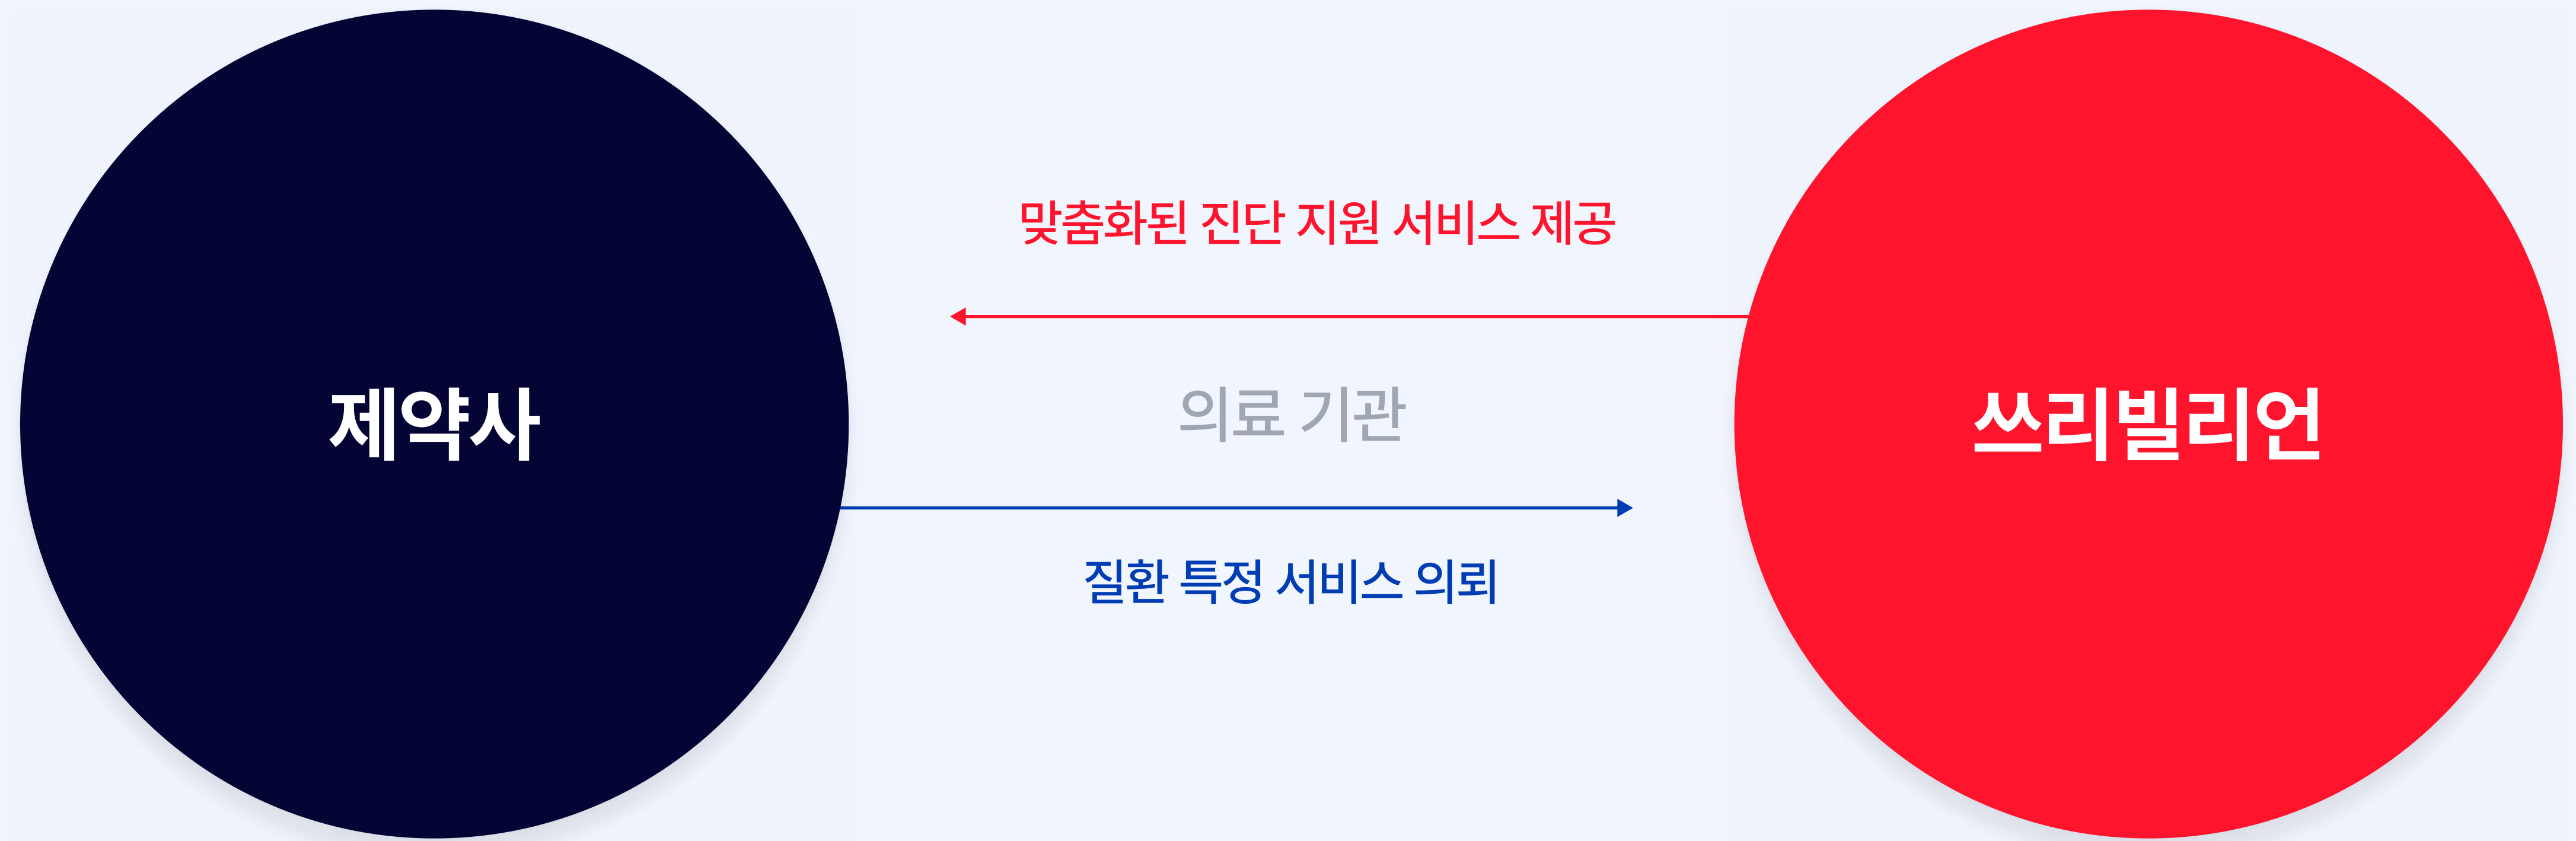 맞춤화된 진단 지원 서비스 제공
제약사
의료 기관
쓰리빌리언
질환 특정 서비스 의뢰